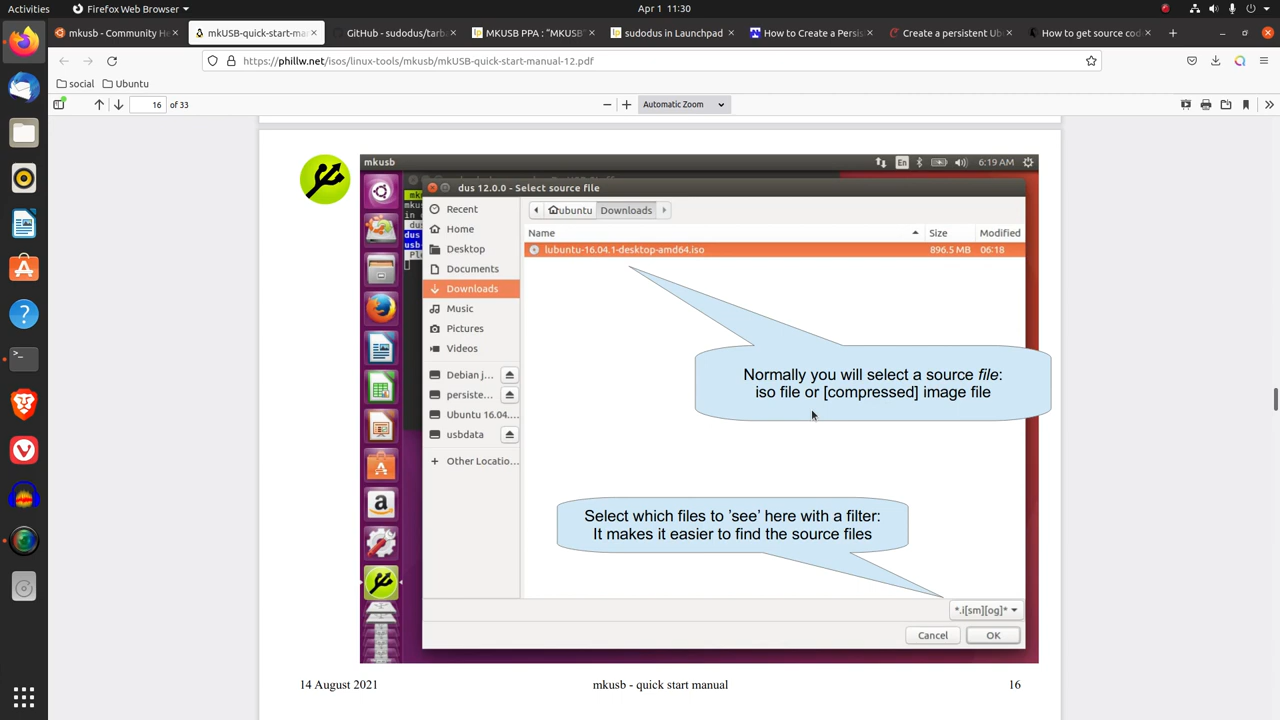 Activities
Firefox Web Browser
Apr 1 11:30
mkusb - Community He
mkUSB-quick-start-ma
GitHub - sudodus/tarb
MKUSB PPA : “MKUSB”
sudodus in Launchpad
How to Create a Persis
Create a persistent Ub
How to get source cod
https://phillw.net/isos/linux-tools/mkusb/mkUSB-quick-start-manual-12.pdf
social
Ubuntu
16 of 33
Automatic Zoom
mkusb
En
6:19 AM
dus 12.0.0 - Select source file
Recent
Home
Desktop
Documents
Downloads
Music
Pictures
Videos
Debian j...
persiste...
Ubuntu 16.04....
usbdata
Other Locatio...
ubuntu
Downloads
Name
Size
Modified
lubuntu-16.04.1-desktop-amd64.iso
896.5 MB
06:18
Normally you will select a source file:
iso file or [compressed] image file
Select which files to ’see’ here with a filter:
It makes it easier to find the source files
*.i[sm][og]*
Cancel
OK
14 August 2021
mkusb - quick start manual
16